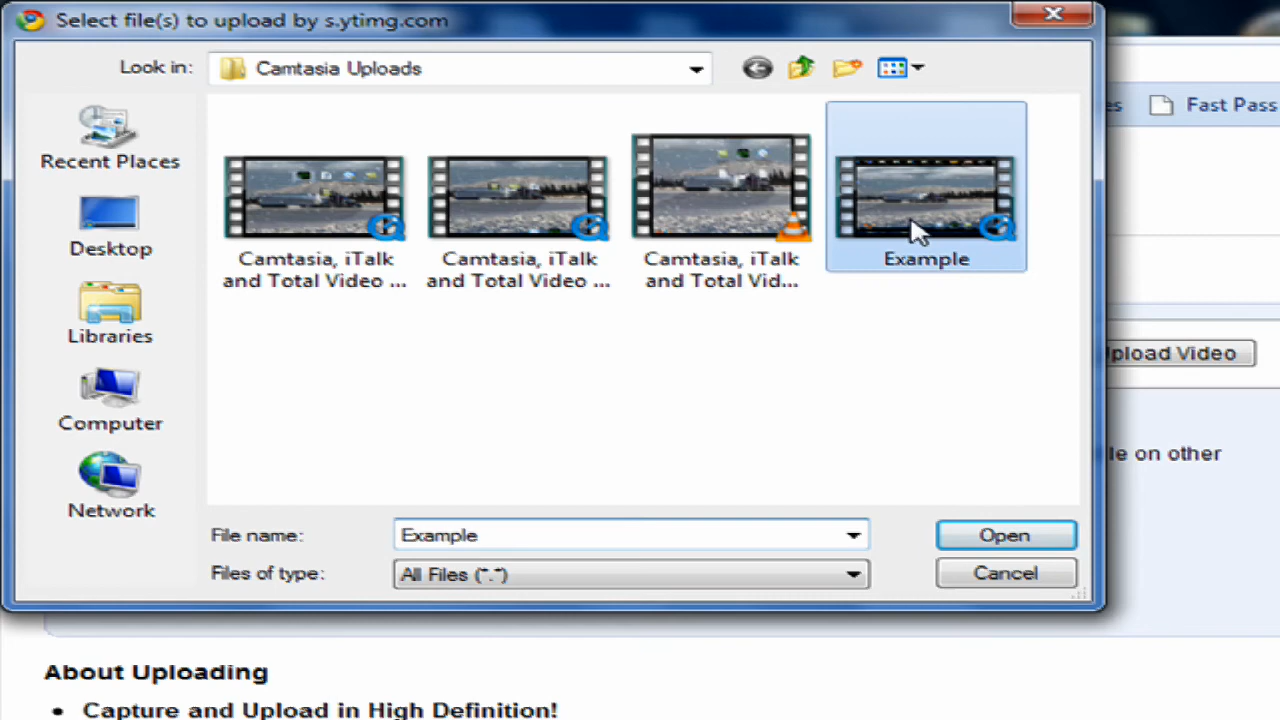 Select file(s) to upload by s.ytimg.com
Look in:
Camtasia Uploads
Recent Places
Desktop
Libraries
Computer
Network
Camtasia, iTalk
and Total Video ...
Camtasia, iTalk
and Total Video ...
Camtasia, iTalk
and Total Vid...
Example
File name:
Example
Open
Files of type:
All Files (*.*)
Cancel
es
Fast Pass
pload Video
le on other
About Uploading
• Capture and Upload in High Definition!